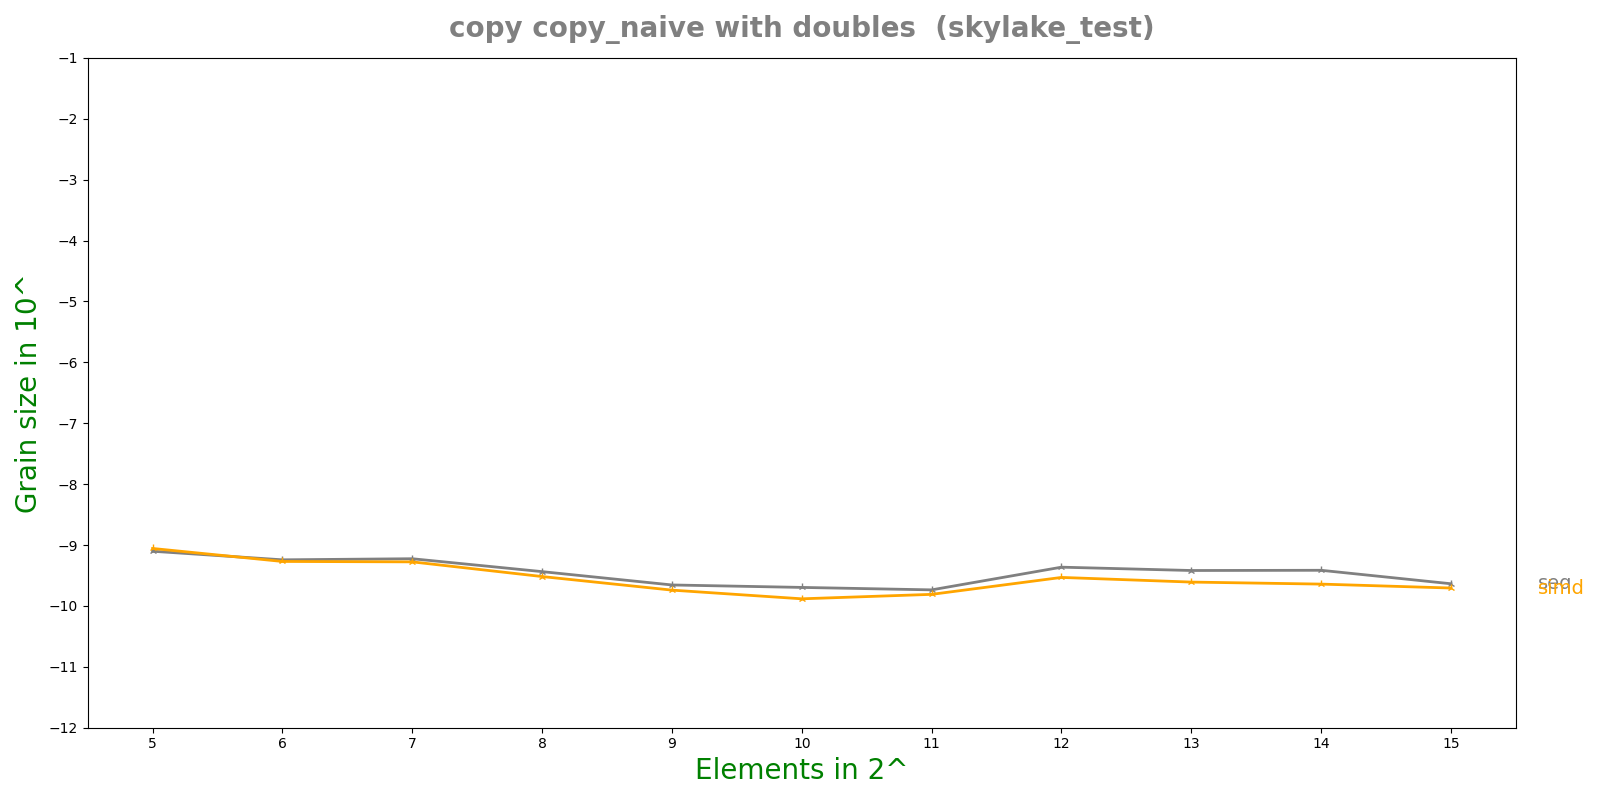 copy copy_naive with doubles  (skylake_test)
−1
−2
−3
−4
−5
−6
−7
−8
−9
−10
−11
−12
Grain size in 10^
5 6 7 8 9 10 11 12 13 14 15
Elements in 2^
seq
simd